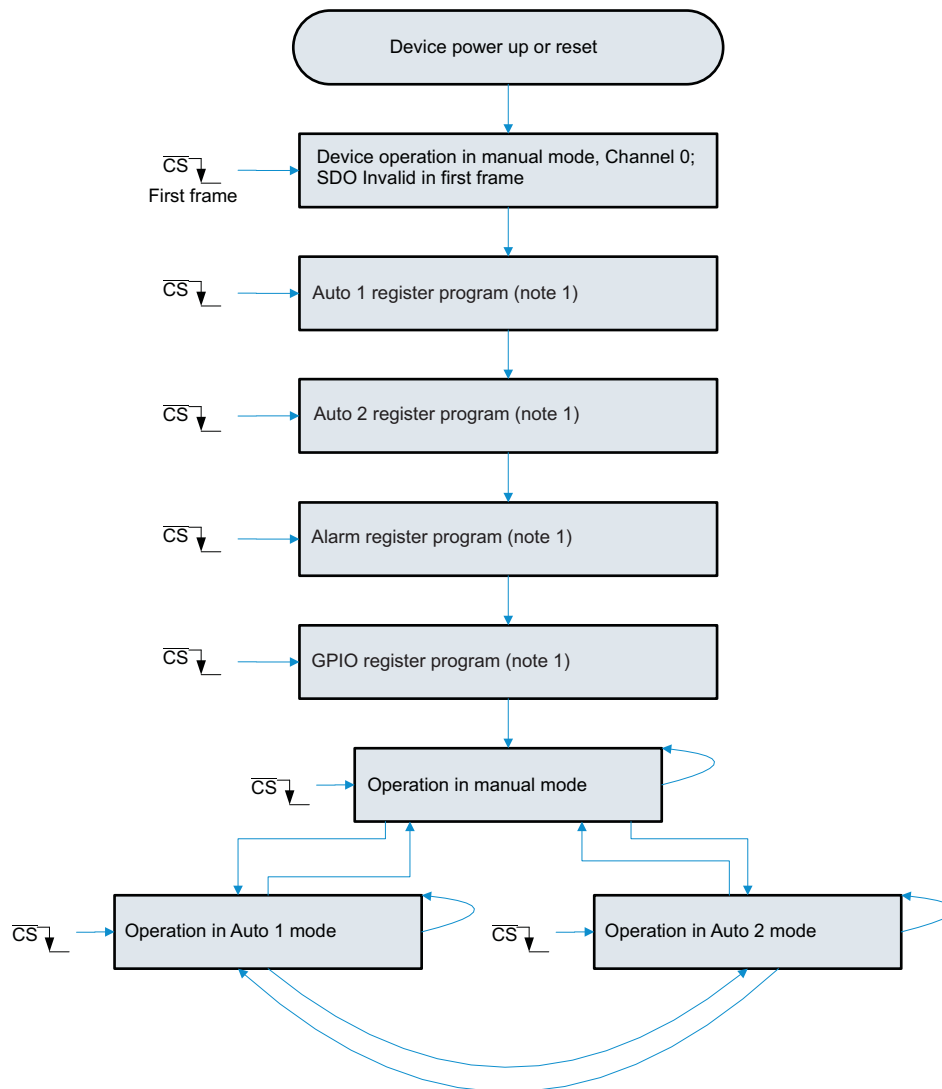 Device power up or reset
CS
First frame
Device operation in manual mode, Channel 0;
SDO Invalid in first frame
CS
Auto 1 register program (note 1)
CS
Auto 2 register program (note 1)
CS
Alarm register program (note 1)
CS
GPIO register program (note 1)
CS
Operation in manual mode
CS
Operation in Auto 1 mode
CS
Operation in Auto 2 mode